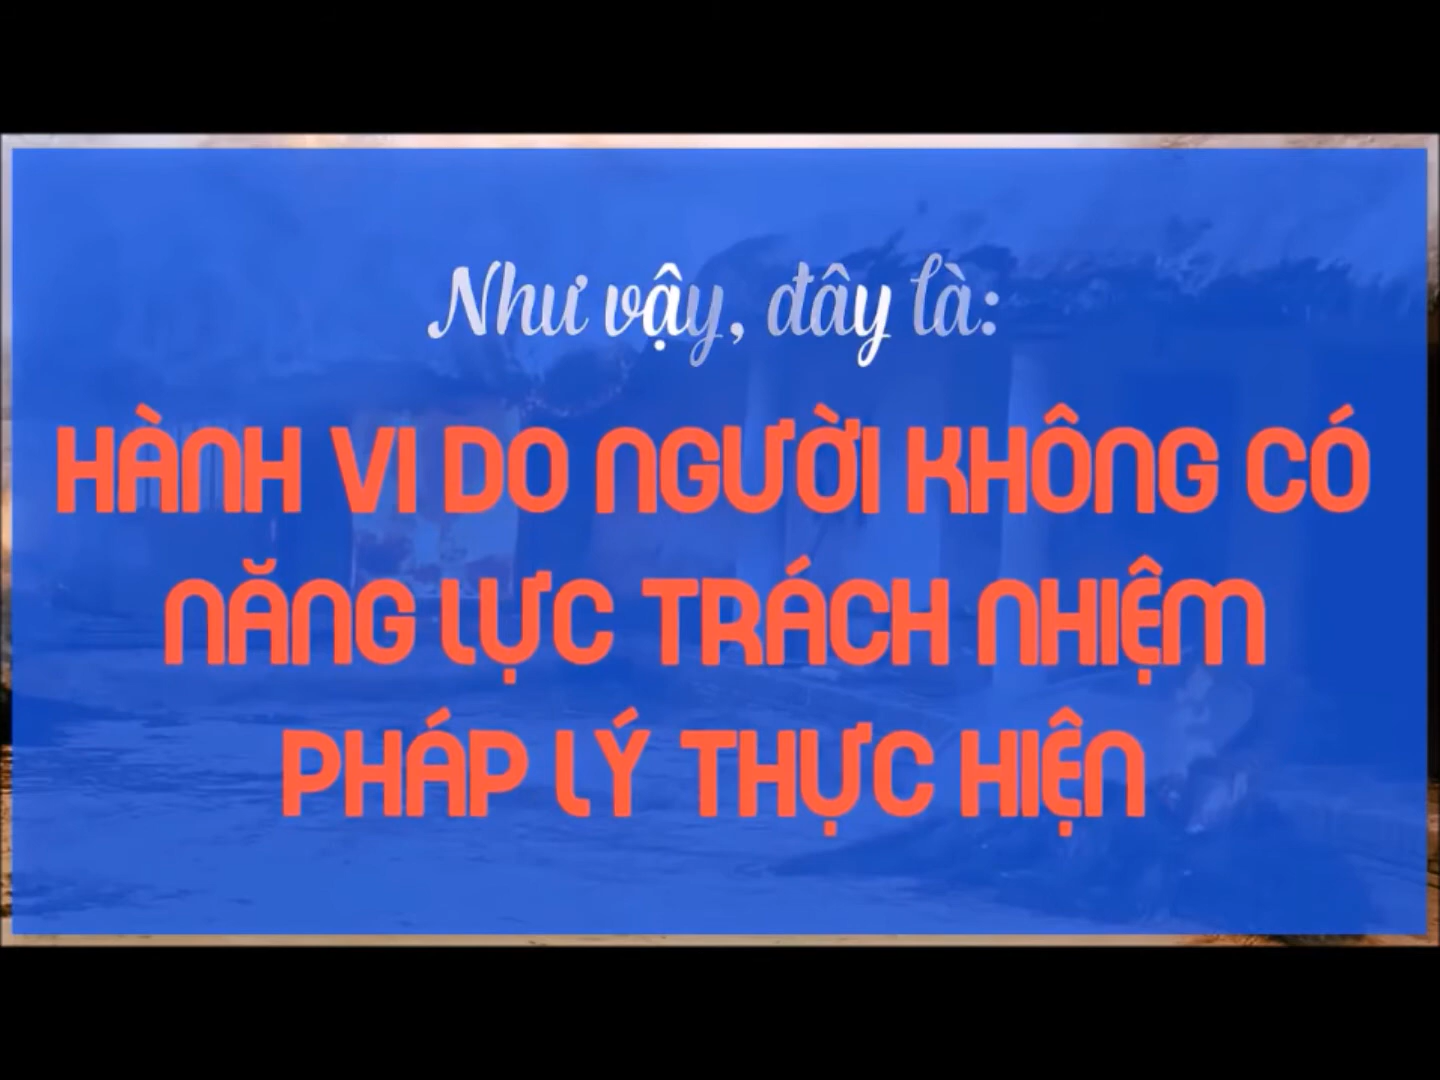 Như vậy, đây là:
HÀNH VI DO NGƯỜI KHÔNG CÓ
NĂNG LỰC TRÁCH NHIỆM
PHÁP LÝ THỰC HIỆN